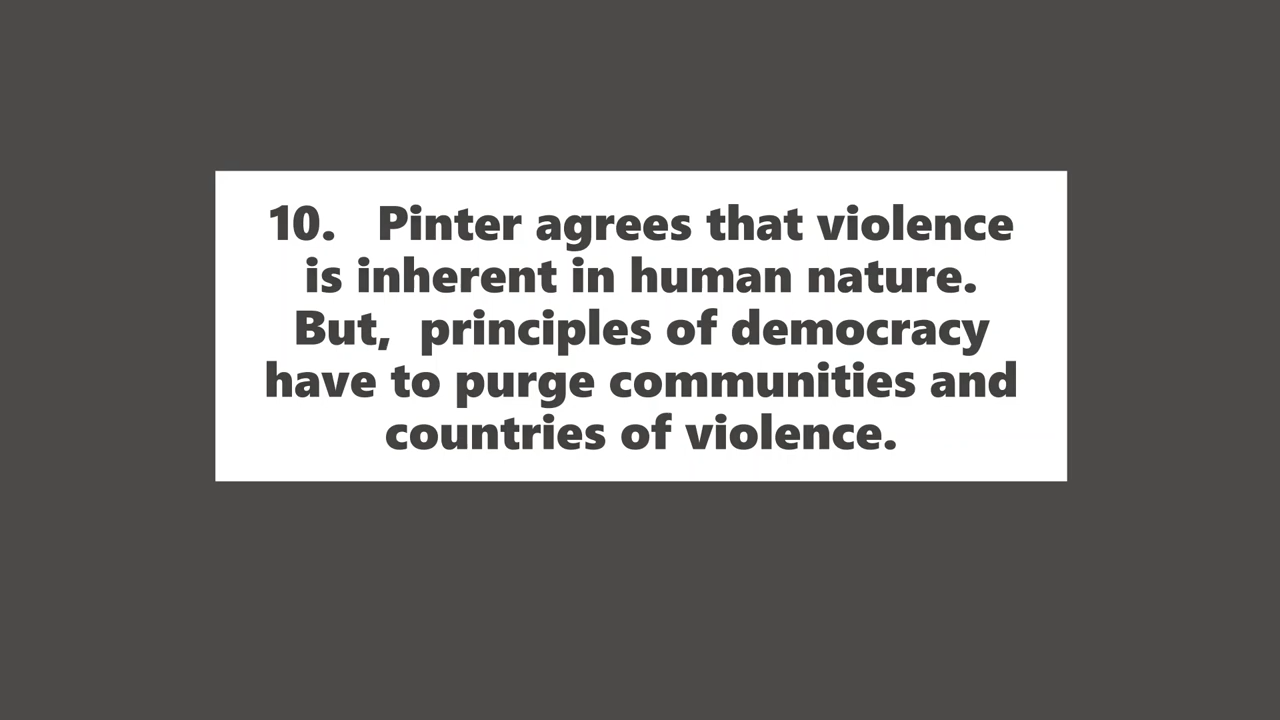 10.   Pinter agrees that violence
is inherent in human nature.
But,  principles of democracy
have to purge communities and
countries of violence.